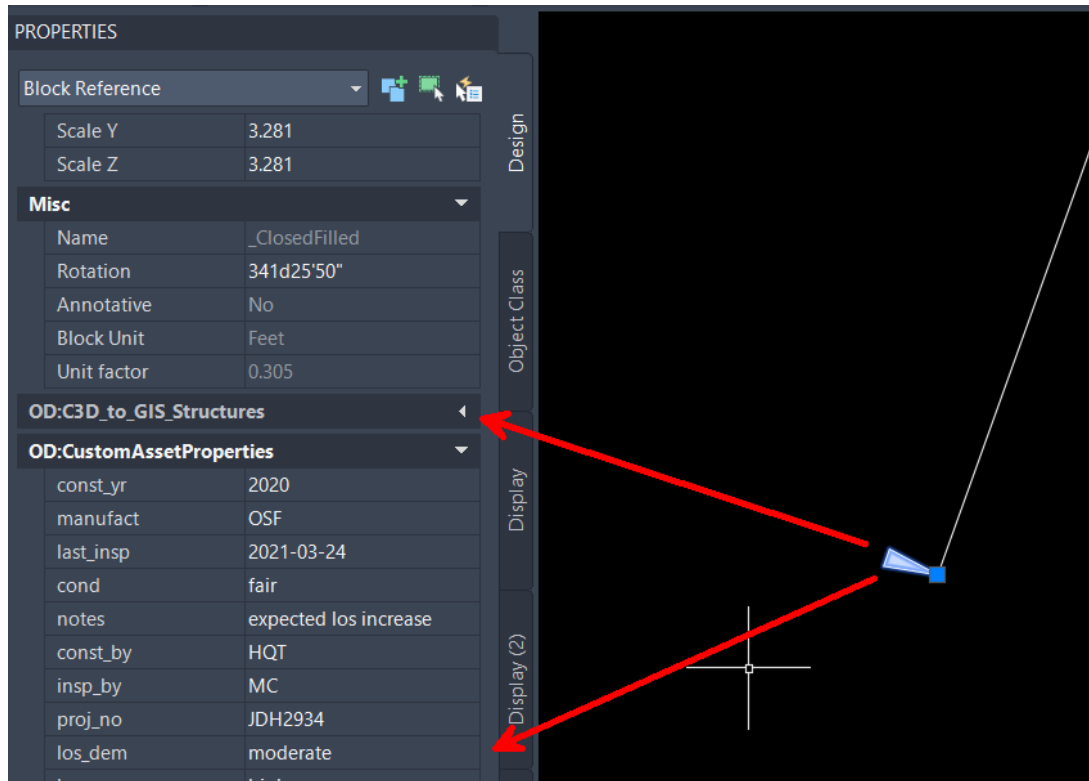 PROPERTIES
Block Reference
Scale Y 3.281
Scale Z 3.281
Misc
Name _ClosedFilled
Rotation 341d25'50"
Annotative No
Block Unit Feet
Unit factor 0.305
OD:C3D_to_GIS_Structures
OD:CustomAssetProperties
const_yr 2020
manufact OSF
last_insp 2021-03-24
cond fair
notes expected los increase
const_by HQT
insp_by MC
proj_no JDH2934
los_dem moderate
Design
Object Class
Display
Display (2)